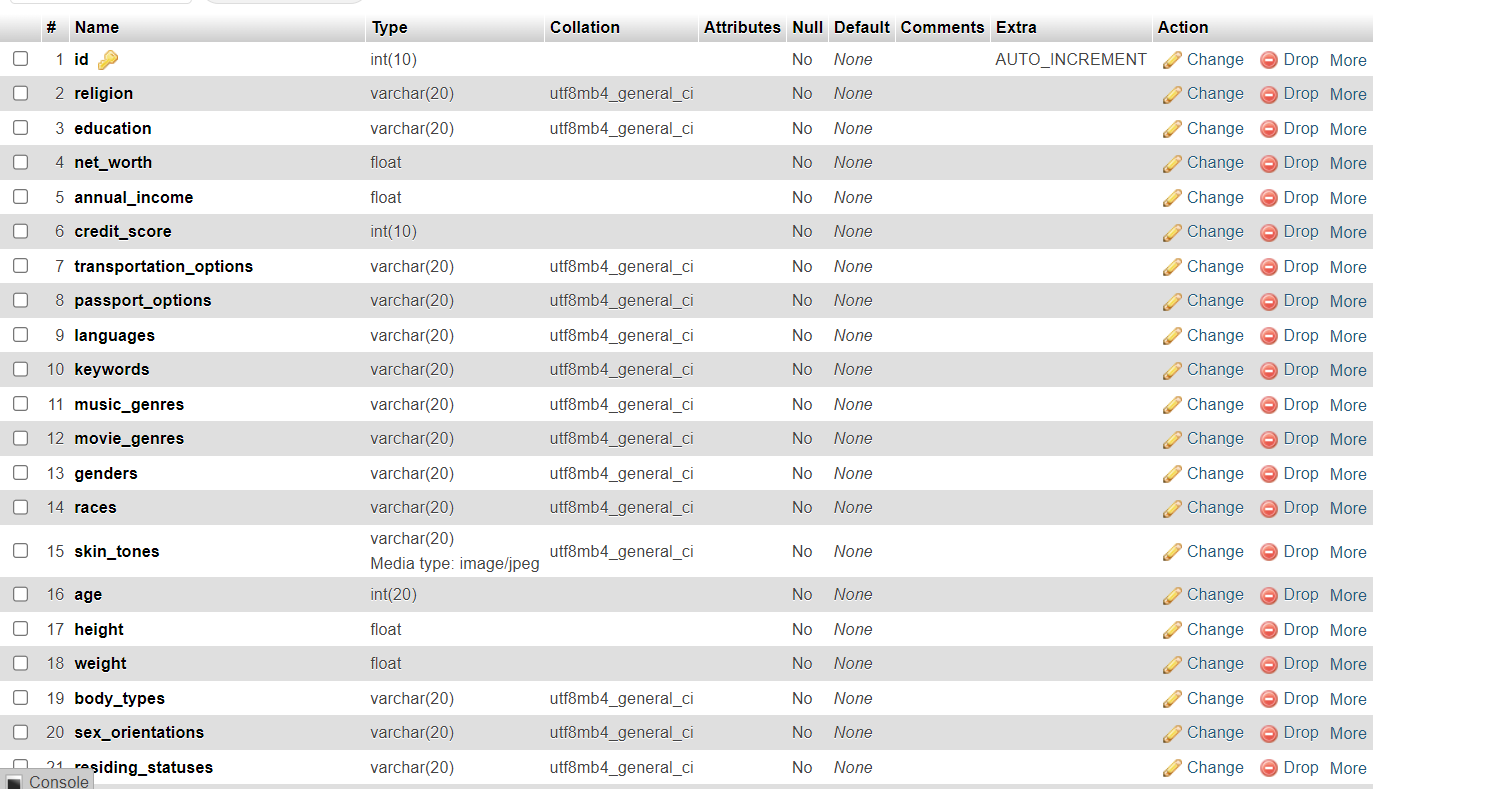 # Name Type Collation Attributes Null Default Comments Extra Action
1 id int(10) No None AUTO_INCREMENT Change Drop More
2 religion varchar(20) utf8mb4_general_ci No None Change Drop More
3 education varchar(20) utf8mb4_general_ci No None Change Drop More
4 net_worth float No None Change Drop More
5 annual_income float No None Change Drop More
6 credit_score int(10) No None Change Drop More
7 transportation_options varchar(20) utf8mb4_general_ci No None Change Drop More
8 passport_options varchar(20) utf8mb4_general_ci No None Change Drop More
9 languages varchar(20) utf8mb4_general_ci No None Change Drop More
10 keywords varchar(20) utf8mb4_general_ci No None Change Drop More
11 music_genres varchar(20) utf8mb4_general_ci No None Change Drop More
12 movie_genres varchar(20) utf8mb4_general_ci No None Change Drop More
13 genders varchar(20) utf8mb4_general_ci No None Change Drop More
14 races varchar(20) utf8mb4_general_ci No None Change Drop More
15 skin_tones varchar(20) utf8mb4_general_ci No None Change Drop More
Media type: image/jpeg
16 age int(20) No None Change Drop More
17 height float No None Change Drop More
18 weight float No None Change Drop More
19 body_types varchar(20) utf8mb4_general_ci No None Change Drop More
20 sex_orientations varchar(20) utf8mb4_general_ci No None Change Drop More
21 residing_statuses varchar(20) utf8mb4_general_ci No None Change Drop More
Console